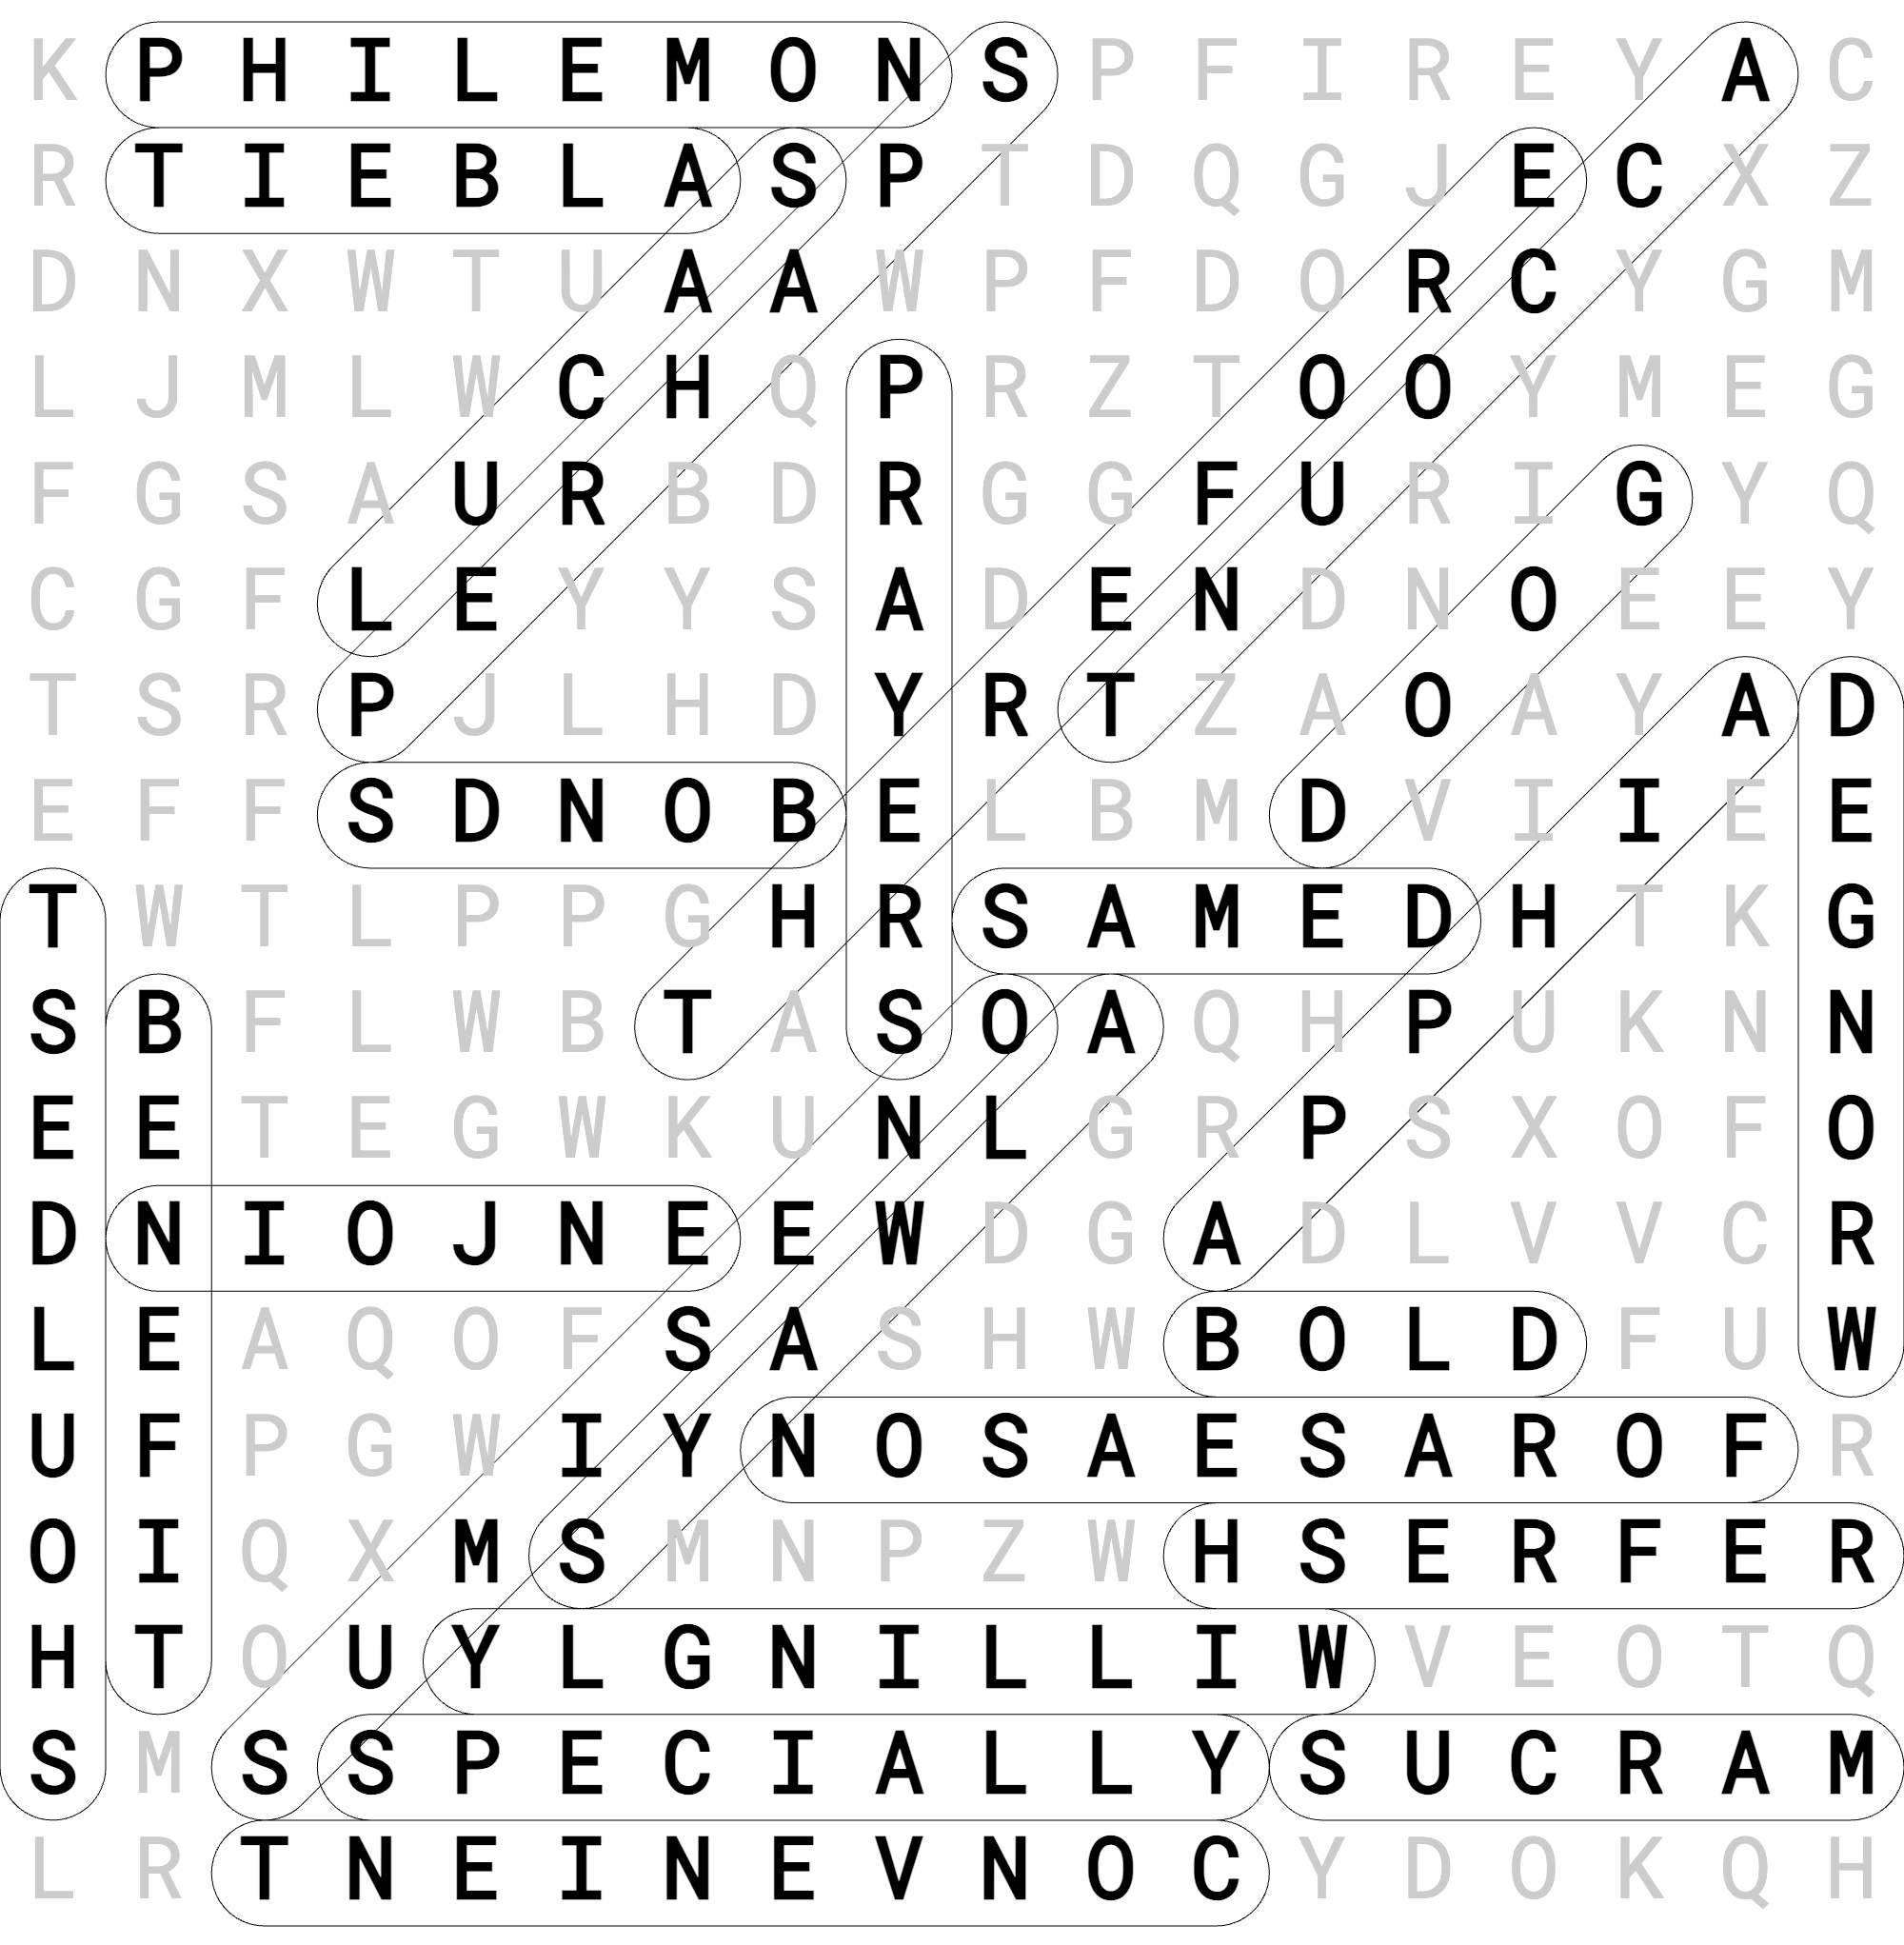 K P H I L E M O N S P F I R E Y A C
R T I E B L A S P T D Q G J E C X Z
D N X W T U A A W P F D O R C Y G M
L J M L W C H Q P R Z T O O Y M E G
F G S A U R B D R G G F U R I G Y Q
C G F L E Y Y S A D E N D N O E E Y
T S R P J L H D Y R T Z A O A Y A D
E F F S D N O B E L B M D V I I E E
T W T L P P G H R S A M E D H T K G
S B F L W B T A S O A Q H P U K N N
E E T E G W K U N L G R P S X O F O
D N I O J N E E W D G A D L V V C R
L E A Q O F S A S H W B O L D F U W
U F P G W I Y N O S A E S A R O F R
O I Q X M S M N P Z W H S E R F E R
H T O U Y L G N I L L I W V E O T Q
S M S S P E C I A L L Y S U C R A M
L R T N E I N E V N O C Y D O K Q H